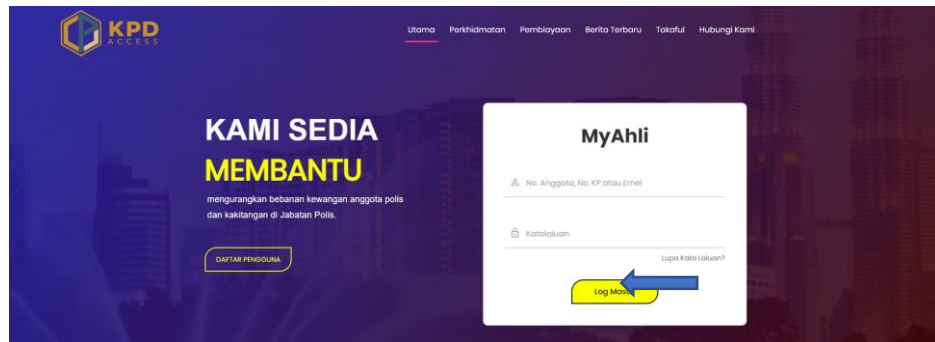 KPD
ACCESS
Utama Perkhidmatan Pembiayaan Berita Terbaru Takaful Hubungi Kami
KAMI SEDIA
MEMBANTU
mengurangkan bebanan kewangan anggota polis
dan kakitangan di Jabatan Polis.
DAFTAR PENGGUNA
MyAhli
No. Anggota, No. KP atau Emel
Katalaluan
Lupa Kata Laluan?
Log Masuk